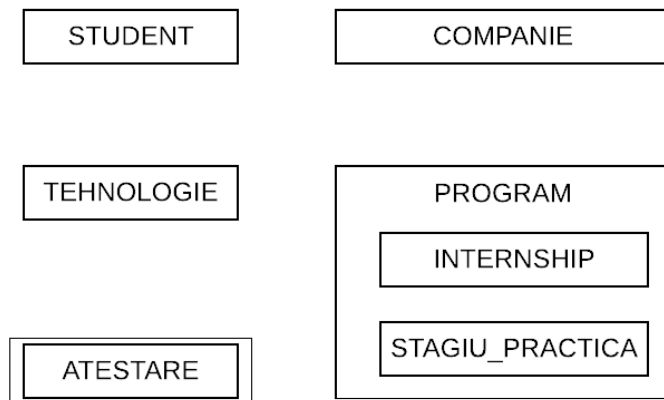 STUDENT
COMPANIE
TEHNOLOGIE
PROGRAM
INTERNSHIP
STAGIU_PRACTICA
ATESTARE